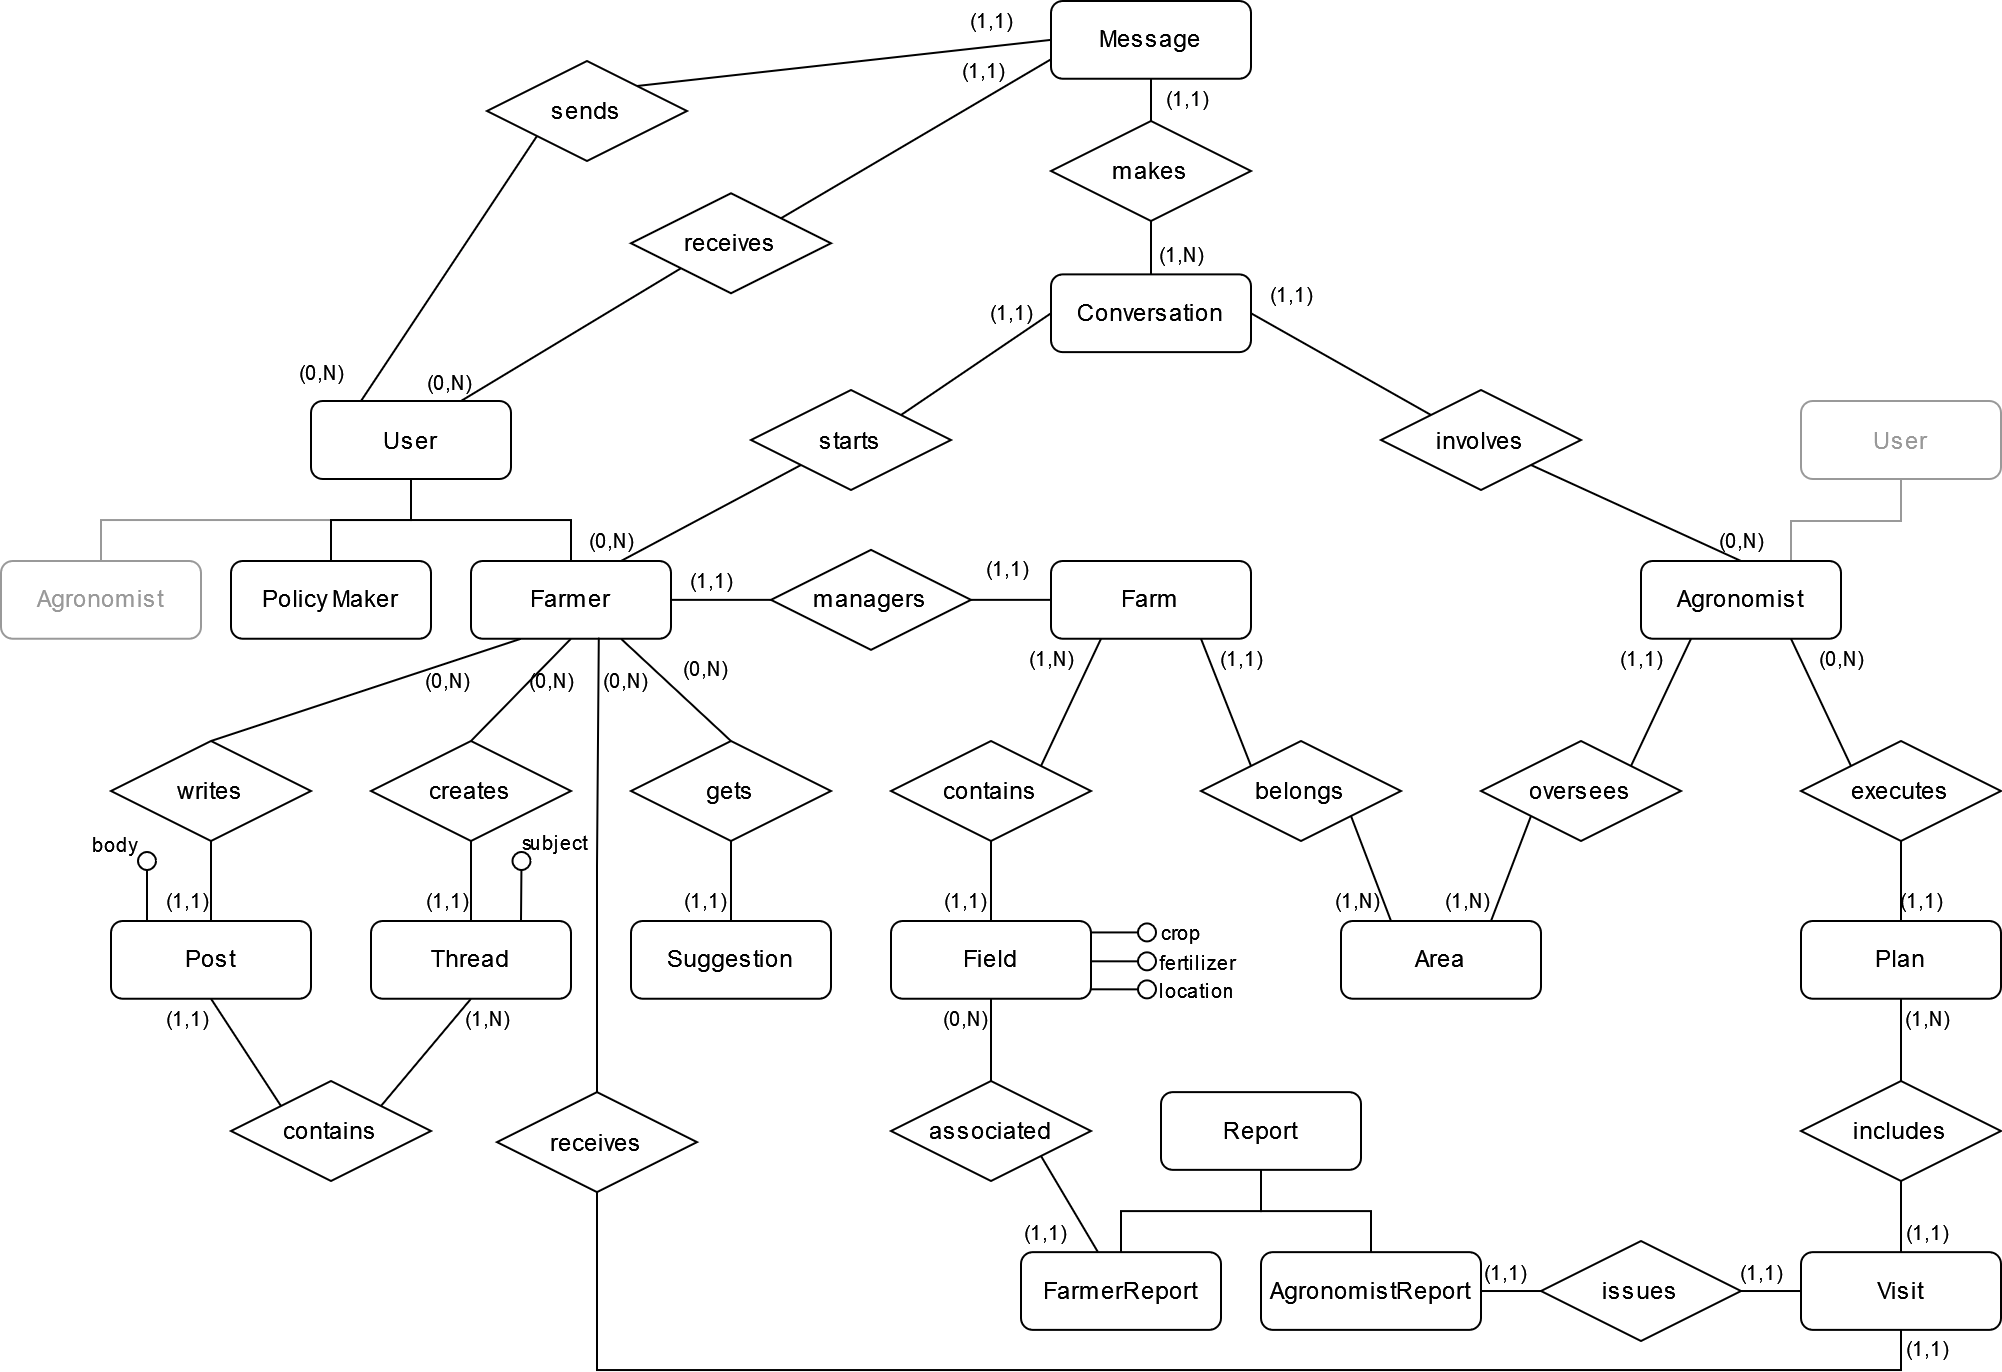 (1,1)
Message
(1,1)
sends
(1,1)
makes
receives
(1,N)
(1,1)
(1,1)
Conversation
(0,N)
(0,N)
User
starts
involves
User
(0,N)
(0,N)
Agronomist
Policy Maker
Farmer
(1,1)
managers
(1,1)
Farm
Agronomist
(0,N)
(0,N)
(0,N)
(0,N)
(1,N)
(1,1)
(1,1)
(0,N)
writes
creates
gets
contains
belongs
oversees
executes
body
subject
(1,1)
(1,1)
(1,1)
(1,1)
(1,N)
(1,N)
(1,1)
Post
Thread
Suggestion
Field
crop
fertilizer
location
Area
Plan
(1,1)
(1,N)
(0,N)
(1,N)
contains
receives
associated
Report
includes
(1,1)
(1,1)
FarmerReport
AgronomistReport
(1,1)
issues
(1,1)
Visit
(1,1)